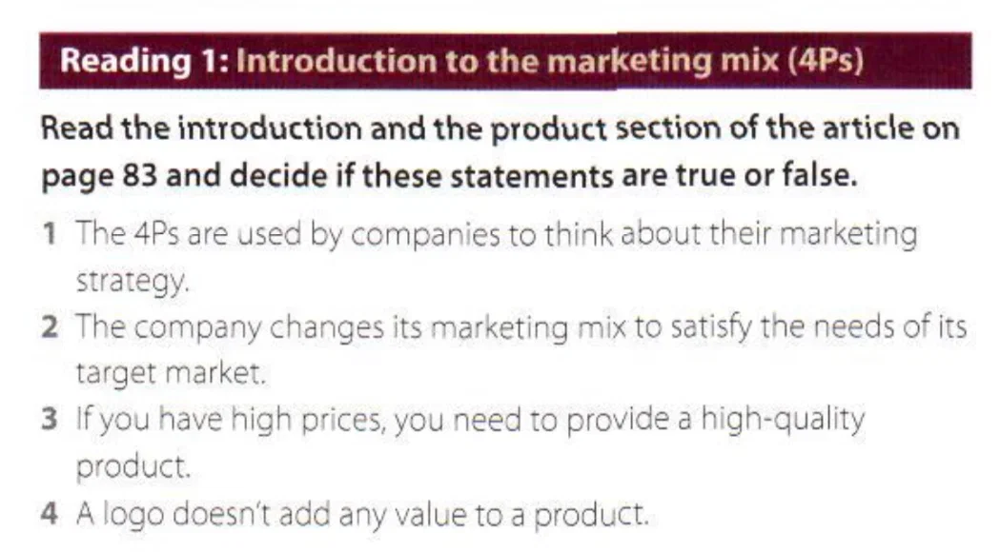 Reading 1: Introduction to the marketing mix (4Ps)
Read the introduction and the product section of the article on
page 83 and decide if these statements are true or false.
1 The 4Ps are used by companies to think about their marketing
strategy.
2 The company changes its marketing mix to satisfy the needs of its
target market.
3 If you have high prices, you need to provide a high-quality
product.
4 A logo doesn't add any value to a product.